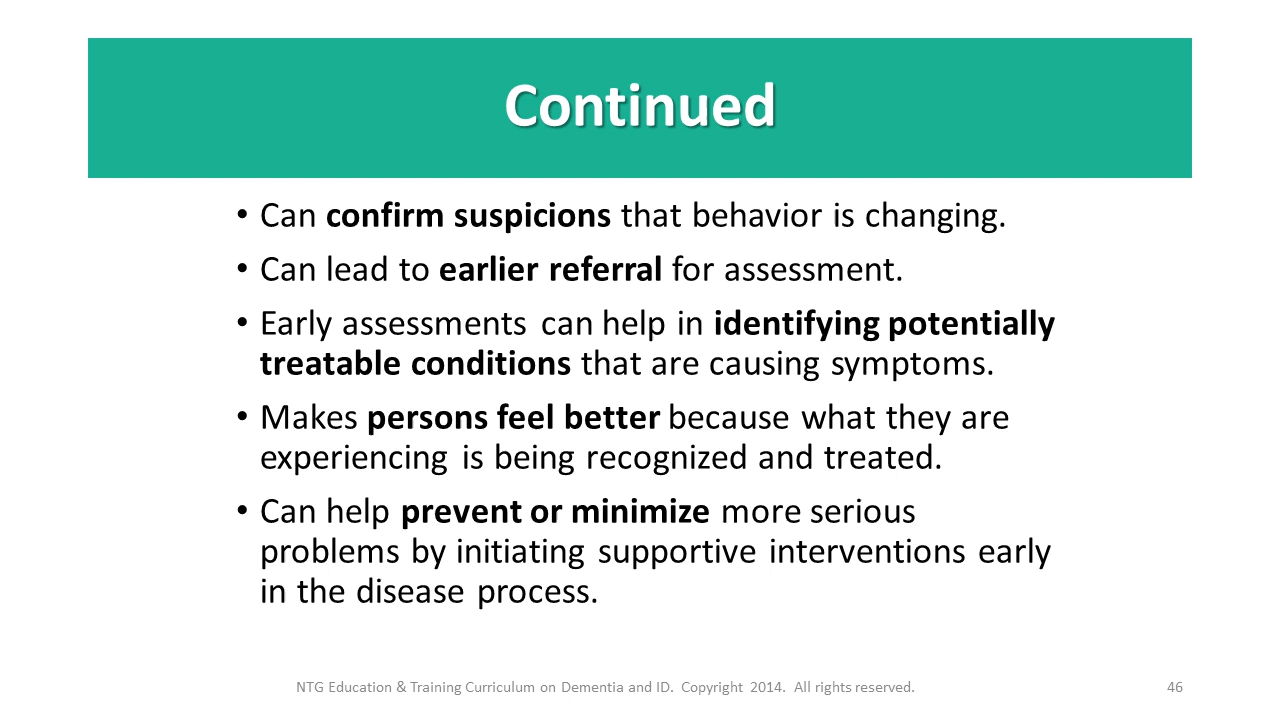 Continued
• Can confirm suspicions that behavior is changing.
• Can lead to earlier referral for assessment.
• Early assessments can help in identifying potentially
treatable conditions that are causing symptoms.
• Makes persons feel better because what they are
experiencing is being recognized and treated.
• Can help prevent or minimize more serious
problems by initiating supportive interventions early
in the disease process.
NTG Education & Training Curriculum on Dementia and ID. Copyright 2014. All rights reserved.
46